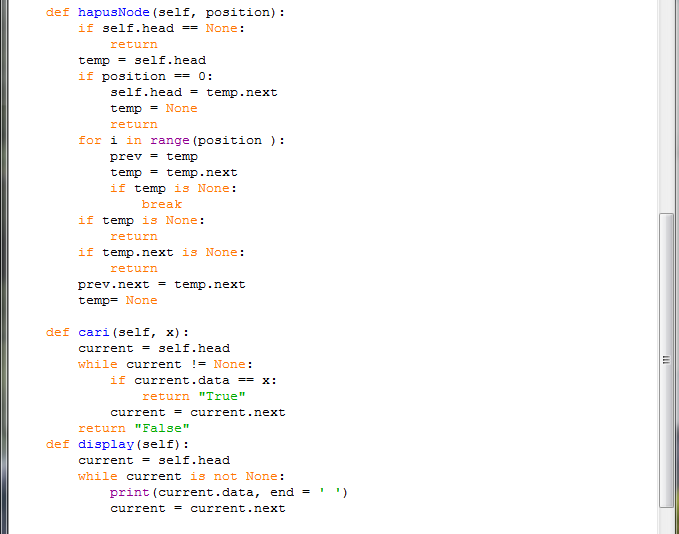 def hapusNode(self, position):
    if self.head == None:
        return
    temp = self.head
    if position == 0:
        self.head = temp.next
        temp = None
        return
    for i in range(position ):
        prev = temp
        temp = temp.next
        if temp is None:
            break
    if temp is None:
        return
    if temp.next is None:
        return
    prev.next = temp.next
    temp= None

def cari(self, x):
    current = self.head
    while current != None:
        if current.data == x:
            return "True"
        current = current.next
    return "False"
def display(self):
    current = self.head
    while current is not None:
        print(current.data, end = ' ')
        current = current.next